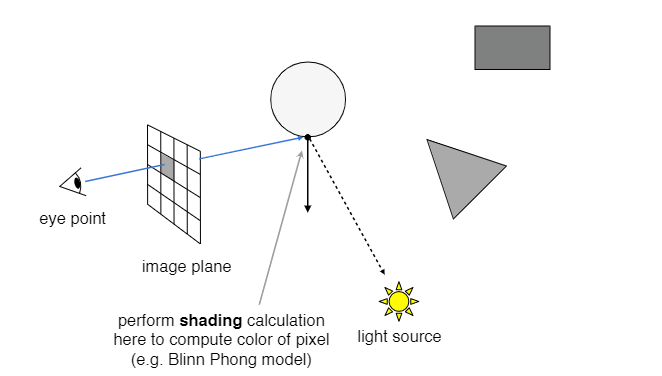 eye point
image plane
perform shading calculation
here to compute color of pixel
(e.g. Blinn Phong model)
light source